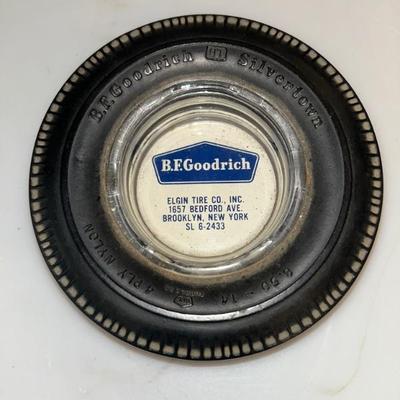 B.F.Goodrich Silvertown
B.F.Goodrich
ELGIN TIRE CO., INC.
1657 BEDFORD AVE.
BROOKLYN, NEW YORK
SL 6-2433
4 PLY NYLON
8.50 - 14